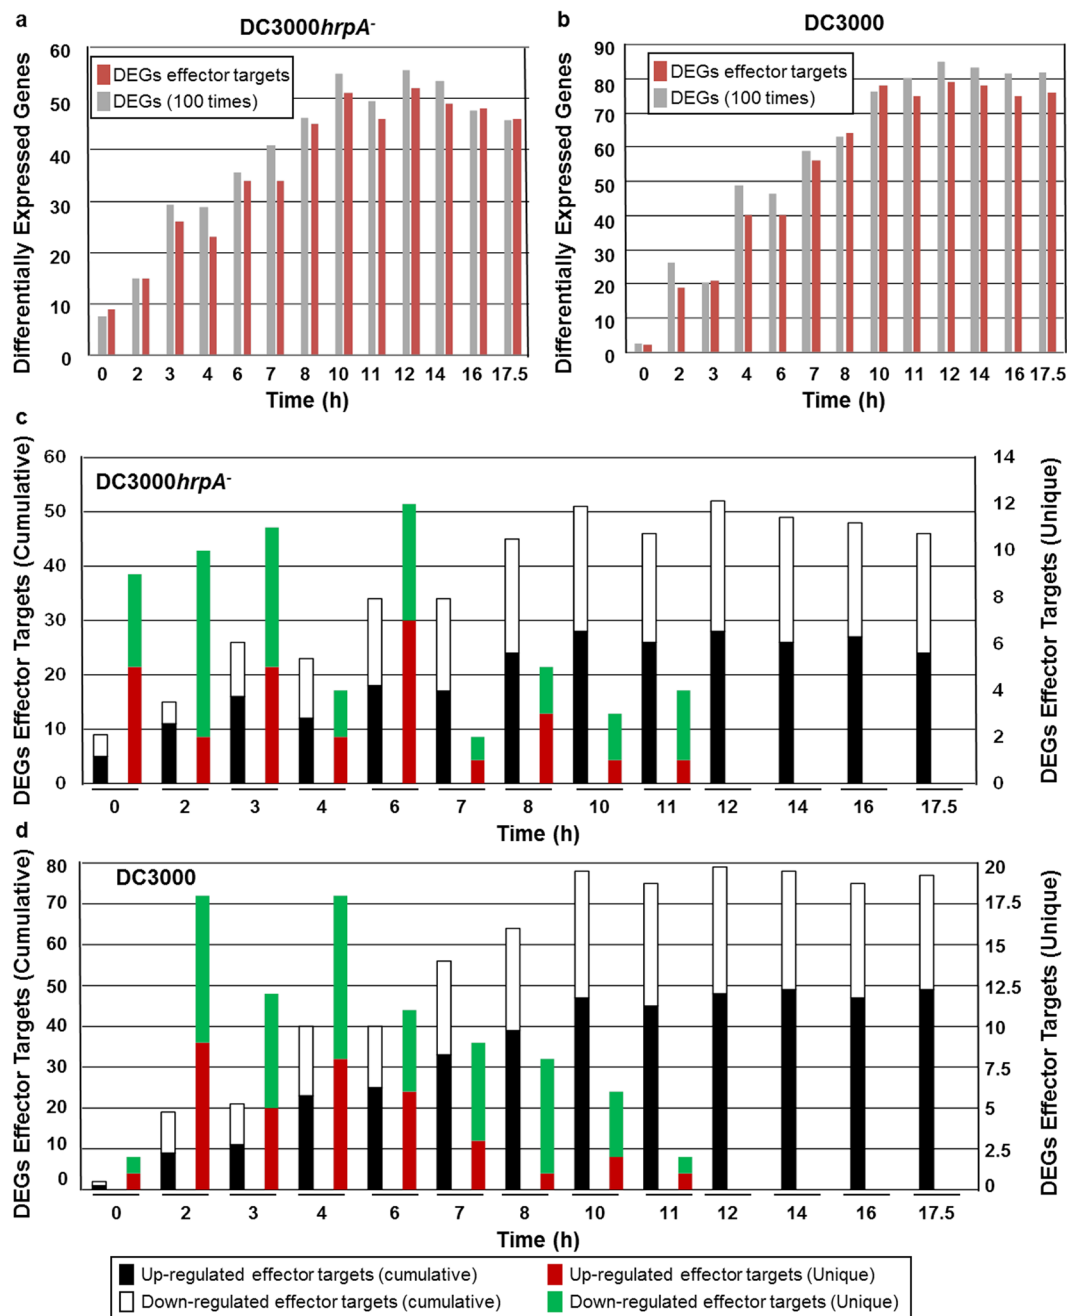 a
DC3000hrpA-
Differentially Expressed Genes
60
50
40
30
20
10
0
DEGs effector targets
DEGs (100 times)
0 2 3 4 6 7 8 10 11 12 14 16 17.5
Time (h)
b
DC3000
Differentially Expressed Genes
90
80
70
60
50
40
30
20
10
0
DEGs effector targets
DEGs (100 times)
0 2 3 4 6 7 8 10 11 12 14 16 17.5
Time (h)
c
DEGs Effector Targets (Cumulative)
60
50
40
30
20
10
0
DC3000hrpA-
14
12
10
8
6
4
2
0
DEGs Effector Targets (Unique)
0 2 3 4 6 7 8 10 11 12 14 16 17.5
Time (h)
d
DEGs Effector Targets (Cumulative)
80
70
60
50
40
30
20
10
0
DC3000
20
17.5
15
12.5
10
7.5
5
2.5
0
DEGs Effector Targets (Unique)
0 2 3 4 6 7 8 10 11 12 14 16 17.5
Time (h)
Up-regulated effector targets (cumulative)
Up-regulated effector targets (Unique)
Down-regulated effector targets (cumulative)
Down-regulated effector targets (Unique)